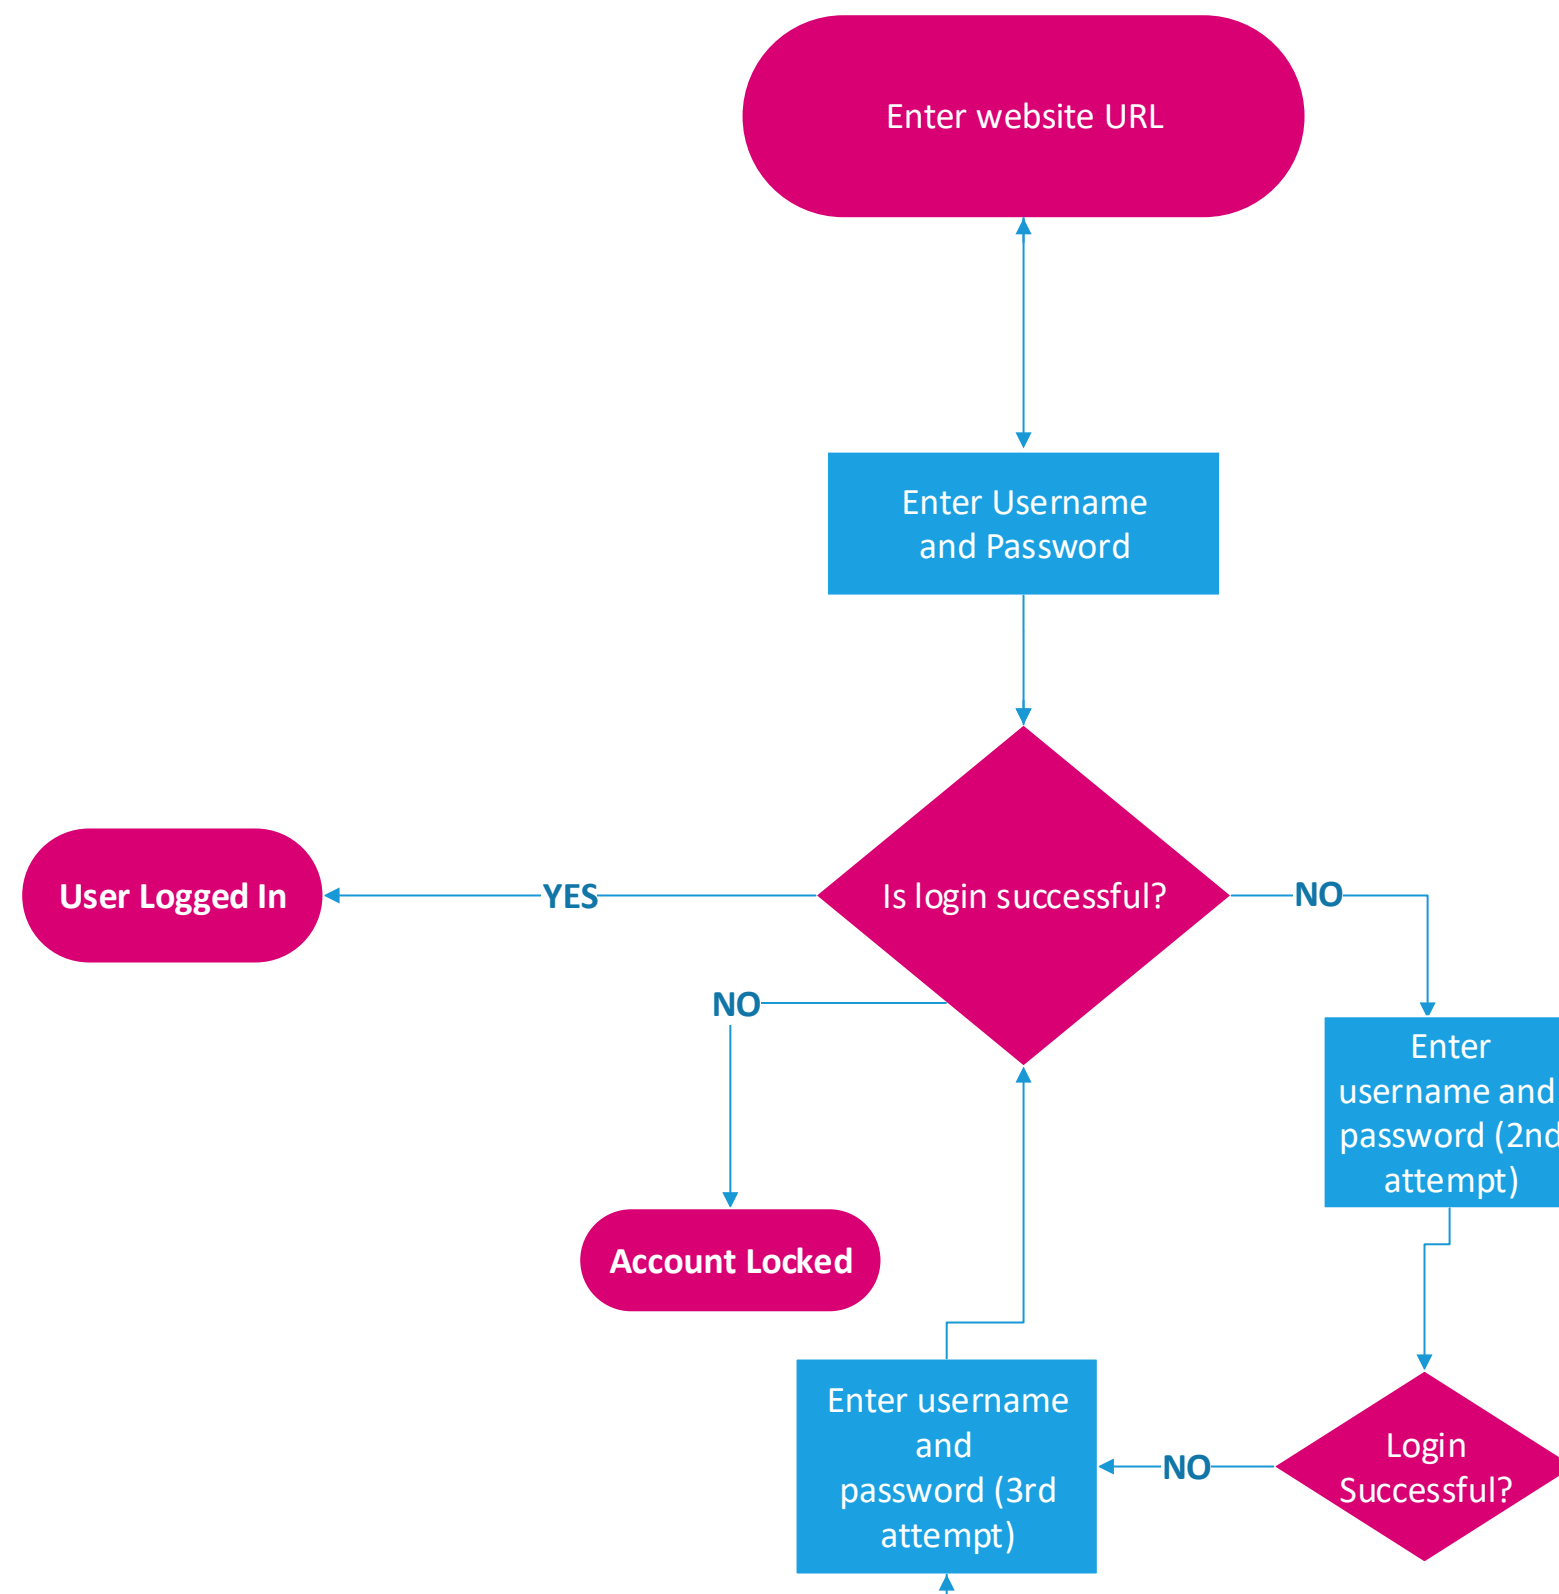 Enter website URL
Enter Username
and Password
Is login successful?
YES
User Logged In
NO
NO
Enter
username and
password (2nd
attempt)
Account Locked
Login
Successful?
NO
Enter username
and
password (3rd
attempt)